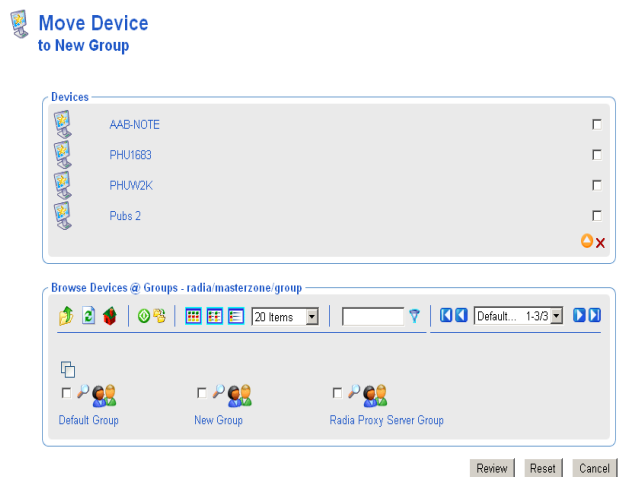 Move Device
to New Group
Devices
AAB-NOTE
PHU1683
PHUW2K
Pubs 2
Browse Devices @ Groups - radia/masterzone/group
20 Items
Default... 1-3/3
Default Group
New Group
Radia Proxy Server Group
Review
Reset
Cancel